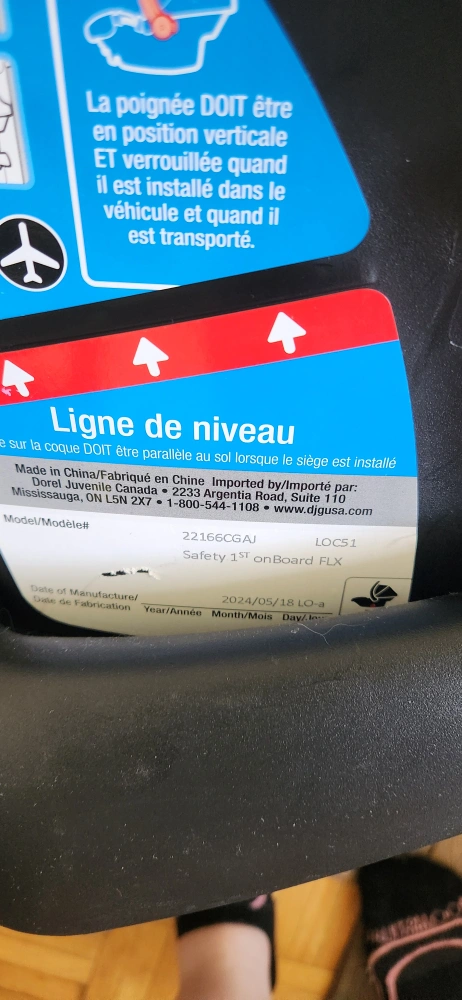 La poignée DOIT être
en position verticale
ET verrouillée quand
il est installé dans le
véhicule et quand il
est transporté.
Ligne de niveau
sur la coque DOIT être parallèle au sol lorsque le siège est installé
Made in China/Fabriqué en Chine Imported by/Importé par:
Dorel Juvenile Canada • 2233 Argentia Road, Suite 110
Mississauga, ON L5N 2X7 • 1-800-544-1108 • www.djgusa.com
Model/Modèle# 22166CGAJ LOC51
Safety 1ST onBoard FLX
Date of Manufacture/ 2024/05/18 LO-a
Date de Fabrication Year/Année Month/Mois Day/